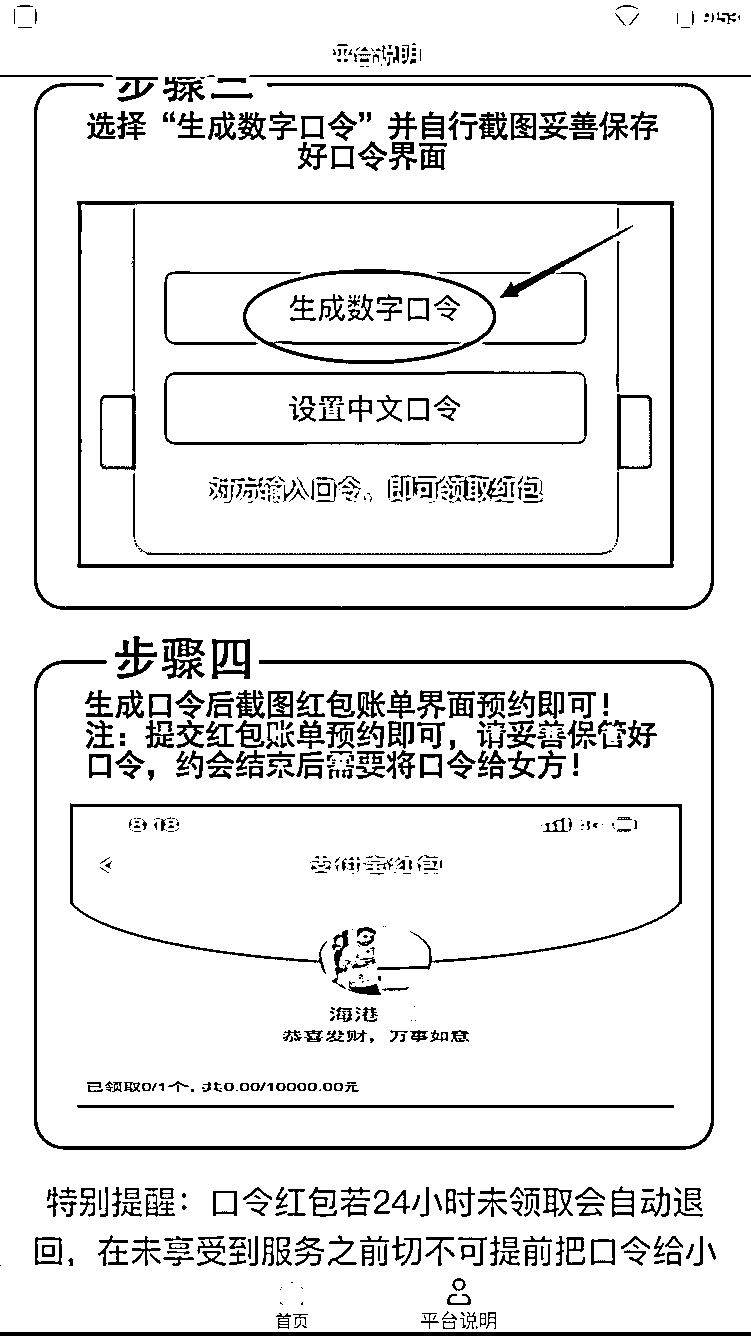 平台说明
步骤三
选择“生成数字口令”并自行截图妥善保存
好口令界面
生成数字口令
设置中文口令
对方输入口令，即可领取红包
步骤四
生成口令后截图红包账单界面预约即可！
注：提交红包账单预约即可，请妥善保管好
口令，约会结束后需要将口令给女方！
8:18
支付宝红包
海港
恭喜发财，万事如意
已领取0/1个，
0.00/10000.00元
特别提醒：口令红包若24小时未领取会自动退
回，在未享受到服务之前切不可提前把口令给小
首页
平台说明